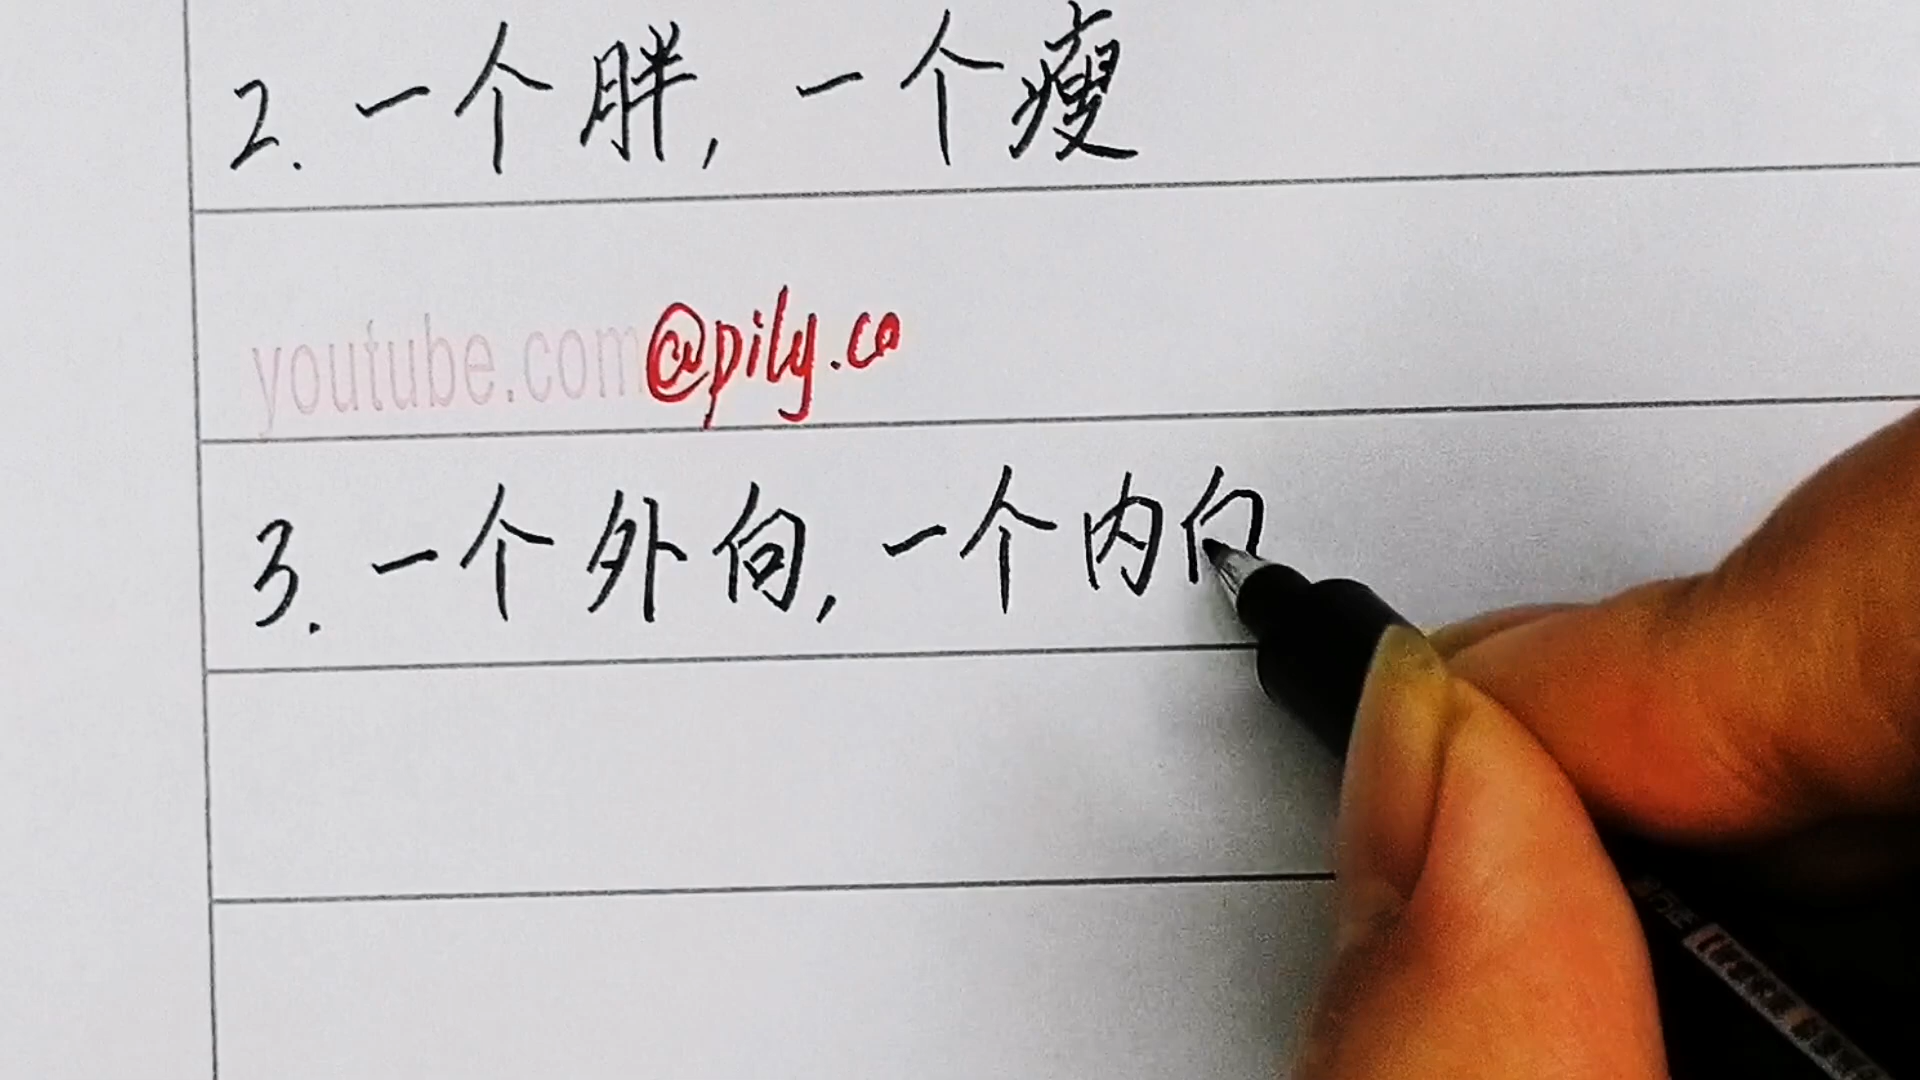 2. 一个胖, 一个瘦
youtube.com@pily.co
3. 一个外向, 一个内向